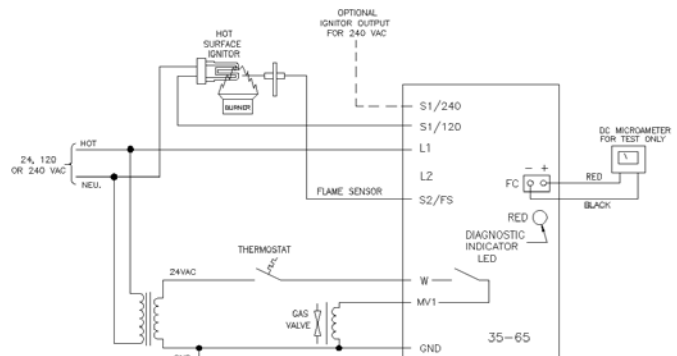 OPTIONAL
IGNITOR OUTPUT
FOR 240 VAC
HOT
SURFACE
IGNITOR
BURNER
S1/240
S1/120
L1
L2
S2/FS
HOT
24, 120
OR 240 VAC
NEU.
FLAME SENSOR
DC MICROAMETER
FOR TEST ONLY
- +
FC
RED
BLACK
RED
DIAGNOSTIC
INDICATOR
LED
THERMOSTAT
24VAC
W
MV1
GAS
VALVE
GND
35-65